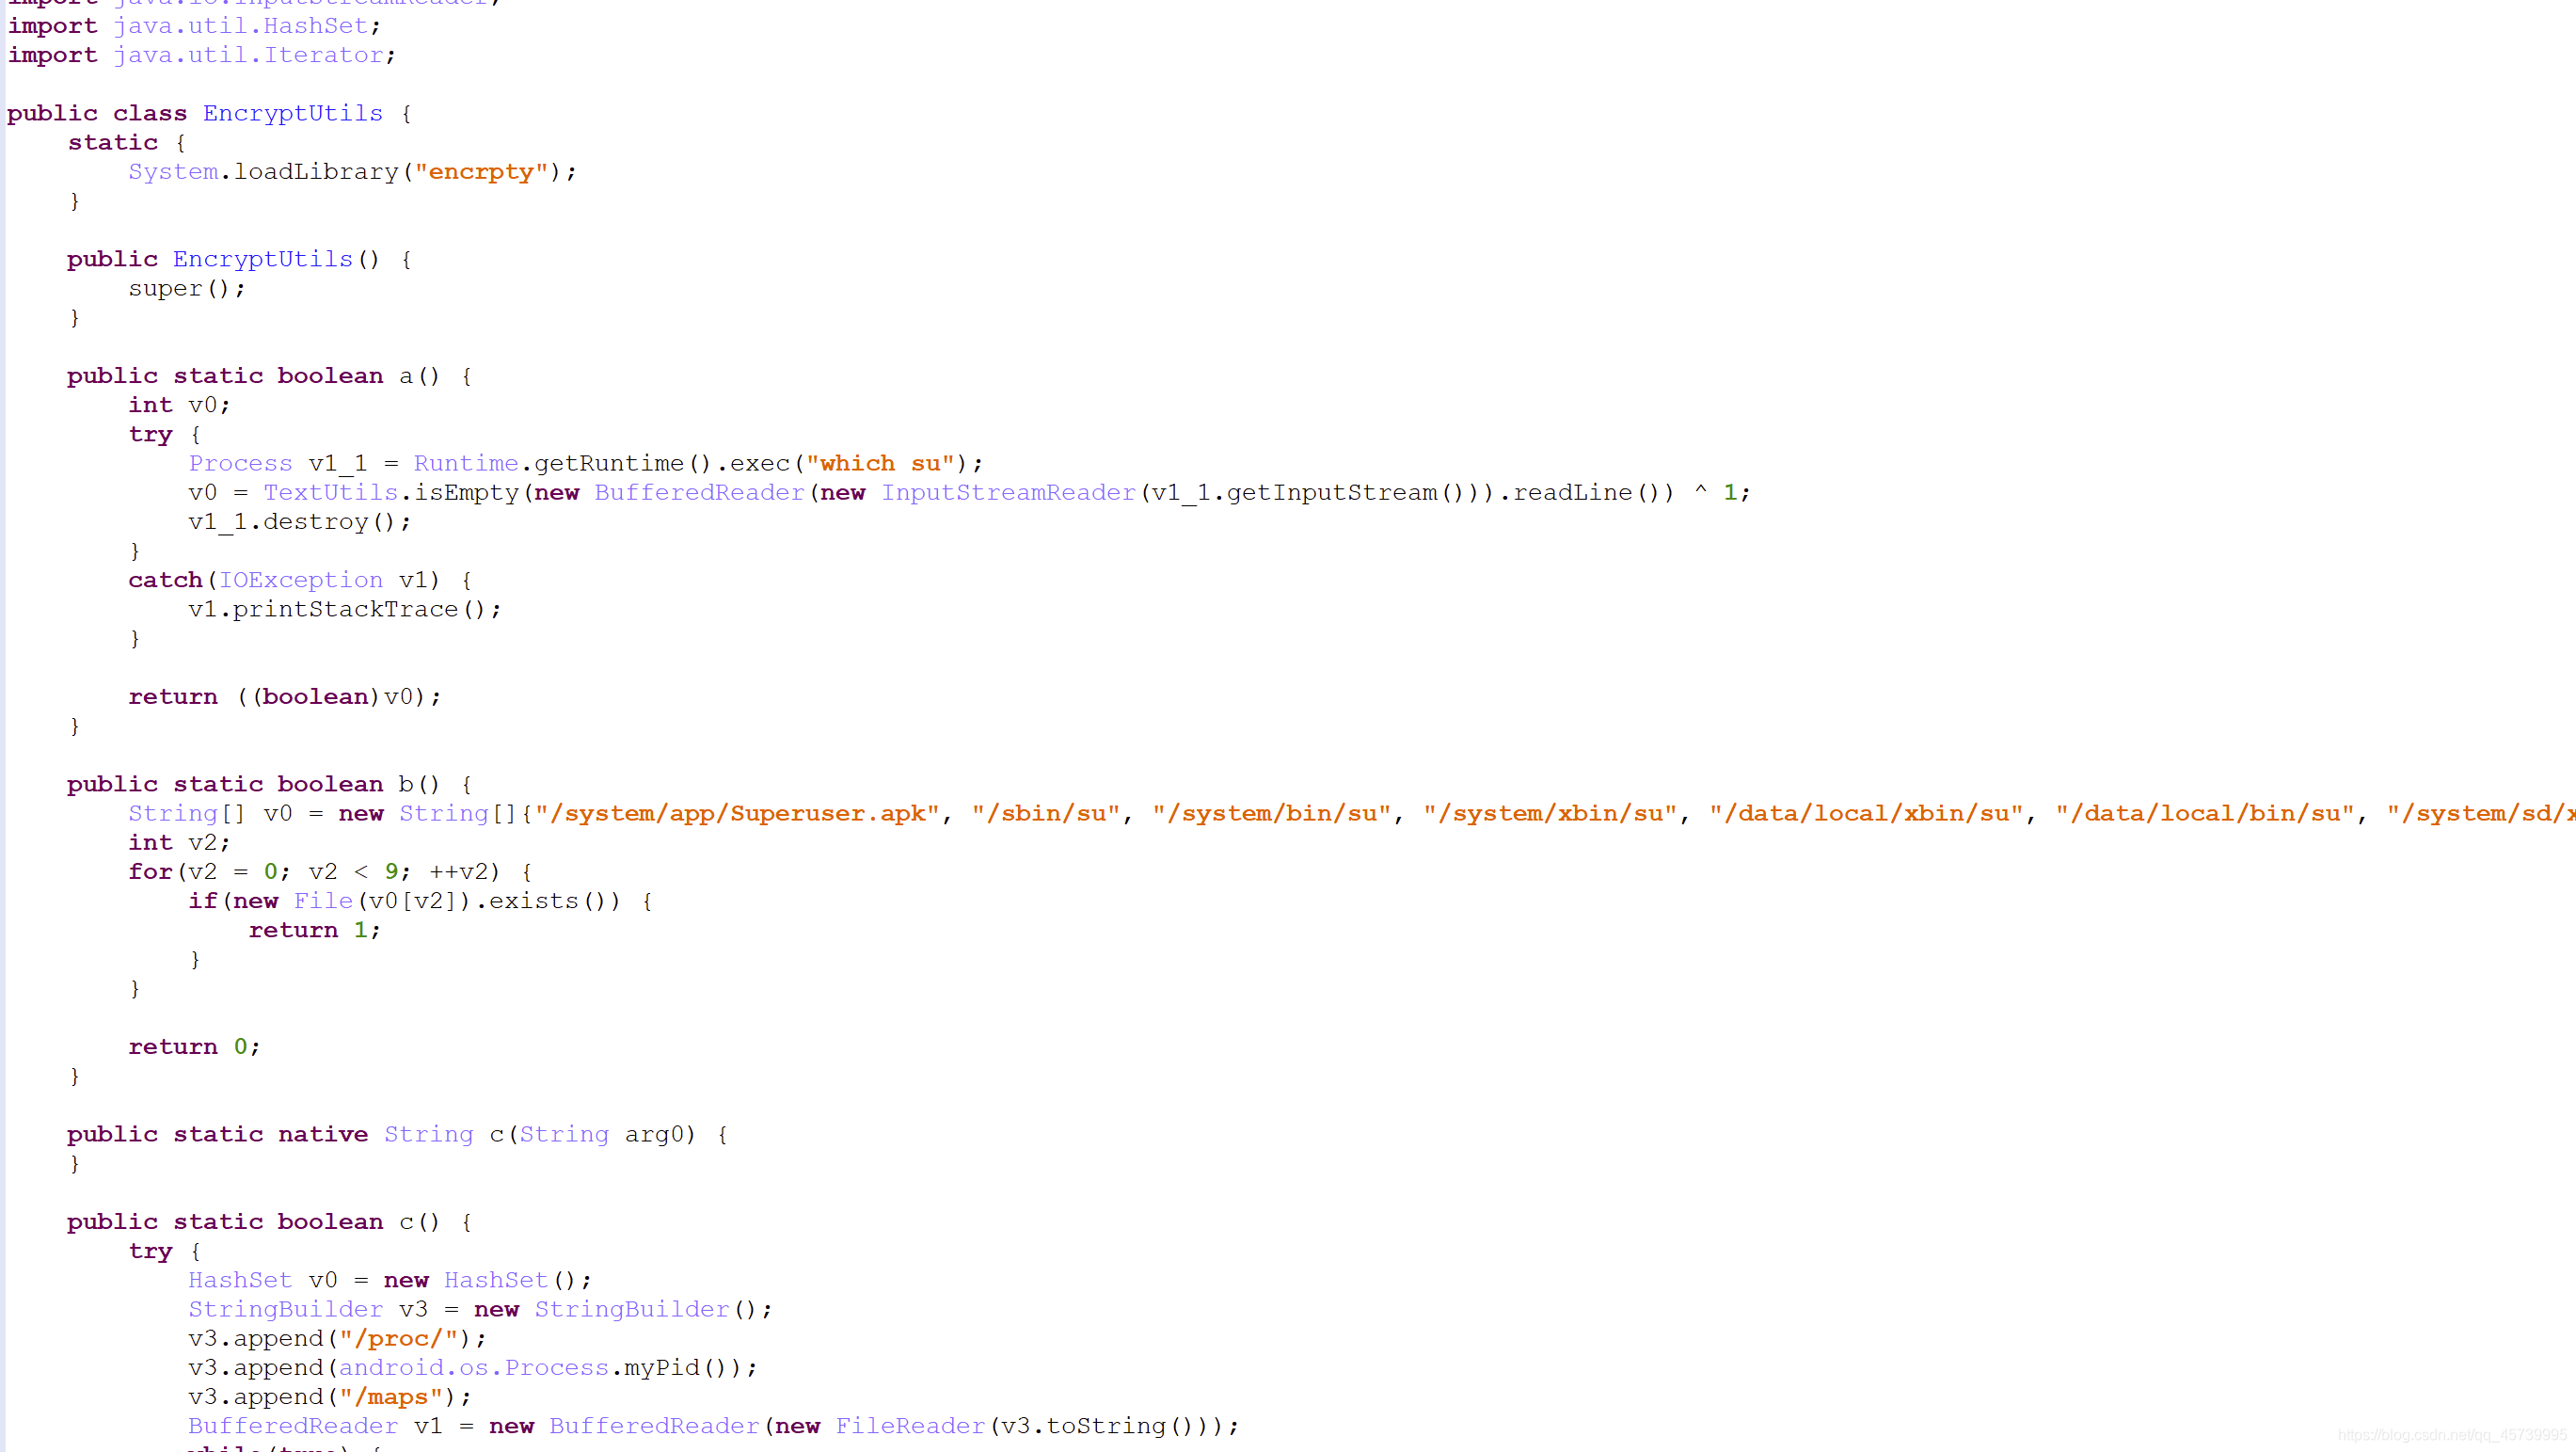 import java.io.InputStreamReader;
import java.util.HashSet;
import java.util.Iterator;
public class EncryptUtils {
    static {
        System.loadLibrary("encrpty");
    }
    public EncryptUtils() {
        super();
    }
    public static boolean a() {
        int v0;
        try {
            Process v1_1 = Runtime.getRuntime().exec("which su");
            v0 = TextUtils.isEmpty(new BufferedReader(new InputStreamReader(v1_1.getInputStream())).readLine()) ^ 1;
            v1_1.destroy();
        }
        catch(IOException v1) {
            v1.printStackTrace();
        }
        return ((boolean)v0);
    }
    public static boolean b() {
        String[] v0 = new String[]{"/system/app/Superuser.apk", "/sbin/su", "/system/bin/su", "/system/xbin/su", "/data/local/xbin/su", "/data/local/bin/su", "/system/sd/x
        int v2;
        for(v2 = 0; v2 < 9; ++v2) {
            if(new File(v0[v2]).exists()) {
                return 1;
            }
        }
        return 0;
    }
    public static native String c(String arg0) {
    }
    public static boolean c() {
        try {
            HashSet v0 = new HashSet();
            StringBuilder v3 = new StringBuilder();
            v3.append("/proc/");
            v3.append(android.os.Process.myPid());
            v3.append("/maps");
            BufferedReader v1 = new BufferedReader(new FileReader(v3.toString()));
            while(true) {
https://blog.csdn.net/qq_45739995